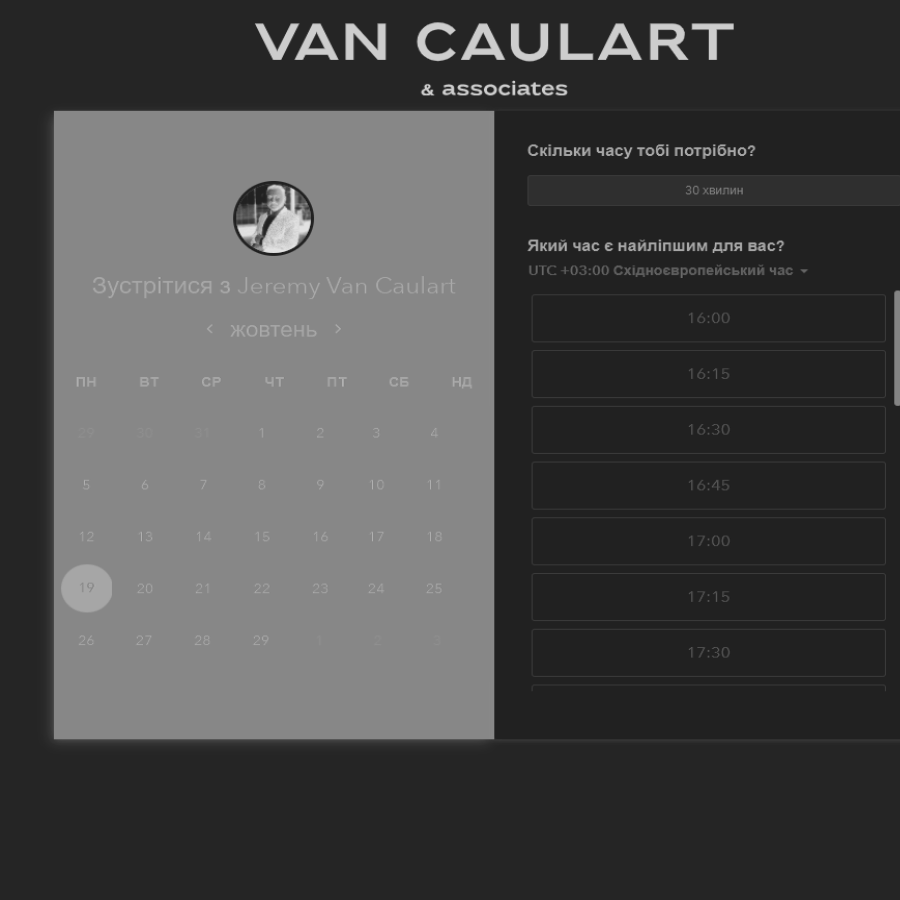 VAN CAULART
& associates
Зустрітися з Jeremy Van Caulart
жовтень
ПН ВТ СР ЧТ ПТ СБ НД
29 30 31 1 2 3 4
5 6 7 8 9 10 11
12 13 14 15 16 17 18
19 20 21 22 23 24 25
26 27 28 29 1 2 3
Скільки часу тобі потрібно?
30 хвилин
Який час є найліпшим для вас?
UTC +03:00 Східноєвропейський час
16:00
16:15
16:30
16:45
17:00
17:15
17:30